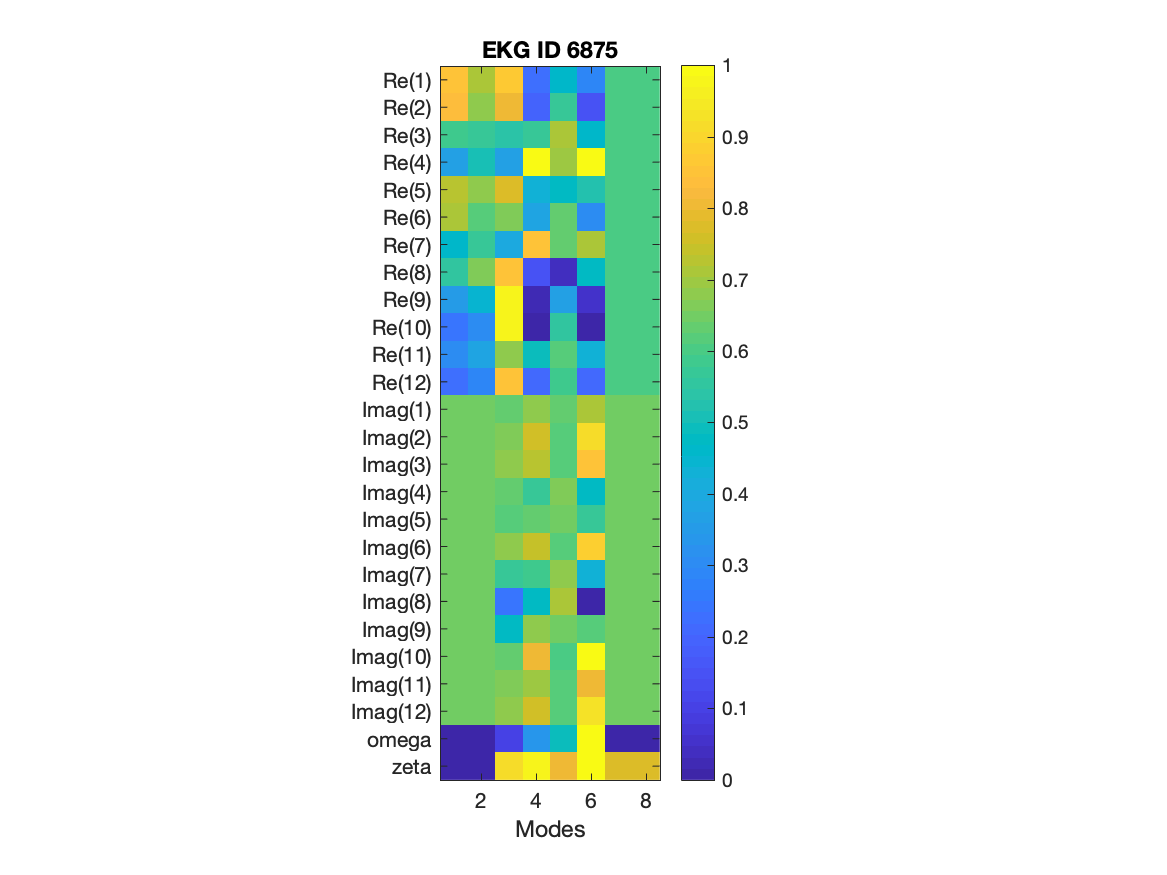 EKG ID 6875
Re(1)
Re(2)
Re(3)
Re(4)
Re(5)
Re(6)
Re(7)
Re(8)
Re(9)
Re(10)
Re(11)
Re(12)
Imag(1)
Imag(2)
Imag(3)
Imag(4)
Imag(5)
Imag(6)
Imag(7)
Imag(8)
Imag(9)
Imag(10)
Imag(11)
Imag(12)
omega
zeta
2 4 6 8
Modes
1
0.9
0.8
0.7
0.6
0.5
0.4
0.3
0.2
0.1
0